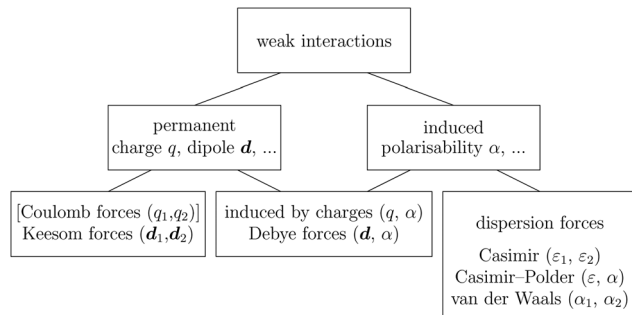 weak interactions
permanent
charge q, dipole d, ...
induced
polarisability α, ...
[Coulomb forces (q₁,q₂)]
Keesom forces (d₁,d₂)
induced by charges (q, α)
Debye forces (d, α)
dispersion forces
Casimir (ε₁, ε₂)
Casimir–Polder (ε, α)
van der Waals (α₁, α₂)